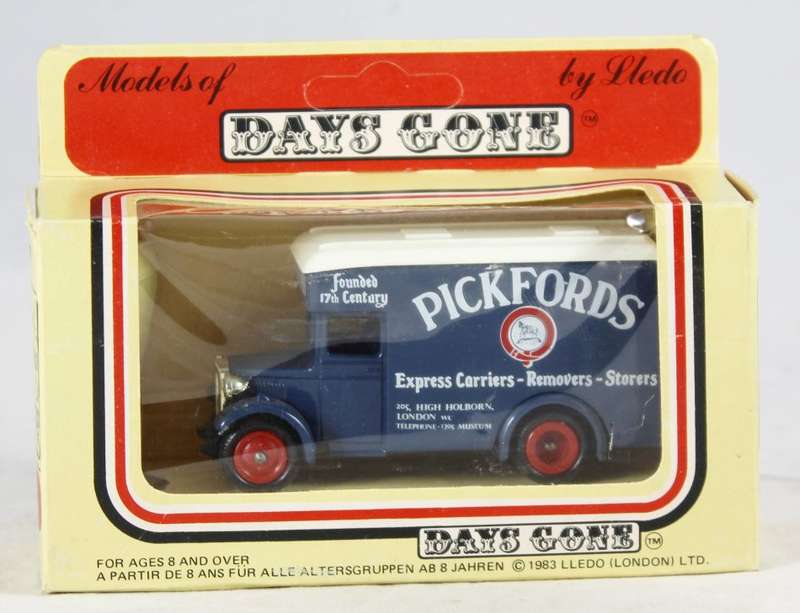 Models of
by Lledo
DAYS GONE ™
Founded
17th Century
PICKFORDS
Express Carriers - Removers - Storers
205, HIGH HOLBORN,
LONDON WC
TELEPHONE - MUSEUM
DAYS GONE ™
FOR AGES 8 AND OVER
A PARTIR DE 8 ANS FÜR ALLE ALTERSGRUPPEN AB 8 JAHREN © 1983 LLEDO (LONDON) LTD.